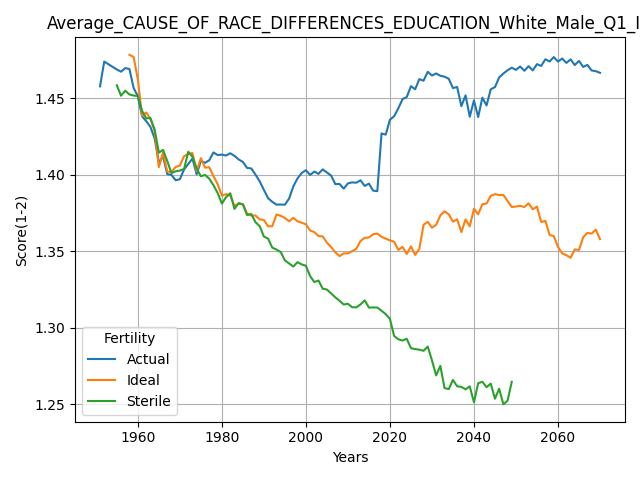 Average_CAUSE_OF_RACE_DIFFERENCES_EDUCATION_White_Male_Q1_I
Score(1-2)
1.45
1.40
1.35
1.30
1.25
Fertility
Actual
Ideal
Sterile
1960 1980 2000 2020 2040 2060
Years